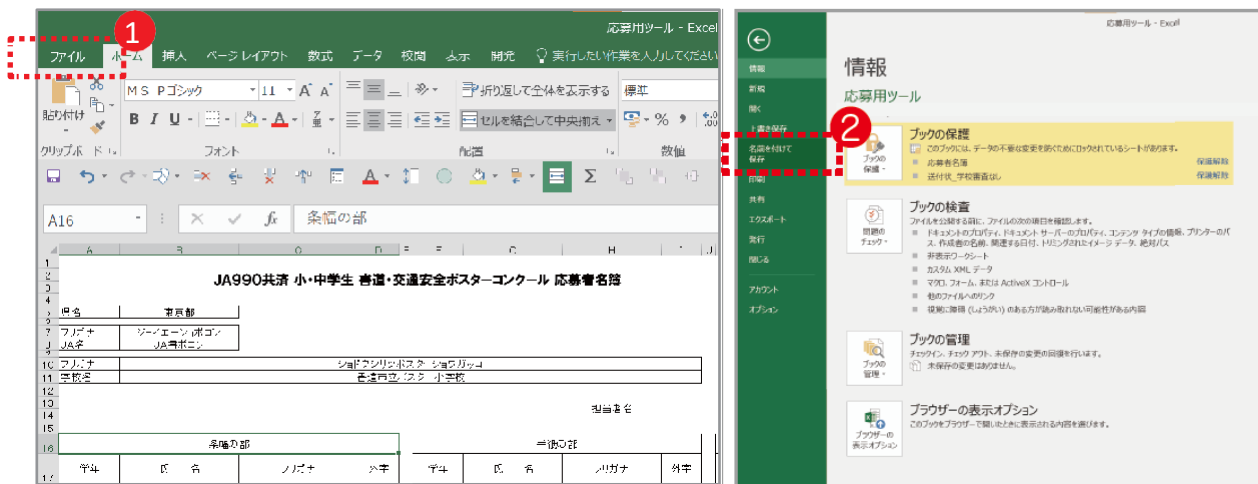 1
応募用ツール - Excel
ファイル ホーム 挿入 ページ レイアウト 数式 データ 校閲 表示 開発 実行したい作業を入力してください
貼り付け
ＭＳ Ｐゴシック 11 A A
折り返して全体を表示する 標準
B I U A
セルを結合して中央揃え % ,
フォント 配置 数値
A16 fx 条幅の部
JA990共済 小・中学生 書道・交通安全ポスターコンクール 応募者名簿
県名 東京都
フリガナ
JA名
フリガナ
学校名
担当者名
条幅の部 半紙の部
学年 氏 名 フリガナ 外字 学年 氏 名 フリガナ 外字
応募用ツール - Excel
情報
新規
開く
上書き保存
2
名前を付けて
保存
印刷
共有
エクスポート
発行
閉じる
アカウント
オプション
情報
応募用ツール
ブックの
保護
ブックの保護
このブックには、データの不要な変更を防ぐためにロックされているシートがあります。
応募者名簿 保護解除
送付状_学校審査なし 保護解除
問題の
チェック
ブックの検査
ファイルを公開する前に、ファイルの次の項目を確認します。
ドキュメントのプロパティ、ドキュメント サーバーのプロパティ、コンテンツ タイプの情報、プリンターのパ
ス、作成者の名前、関連する日付、トリミングされたイメージ データ、絶対パス
非表示ワークシート
カスタム XML データ
マクロ、フォーム、または ActiveX コントロール
他のファイルへのリンク
視覚に障碍 (しょうがい) のある方が読み取れない可能性がある内容
ブックの
管理
ブックの管理
チェックイン、チェック アウト、未保存の変更の回復を行います。
未保存の変更はありません。
ブラウザーの
表示オプション
ブラウザーの表示オプション
このブックをブラウザーで開いたときに表示される内容を選びます。